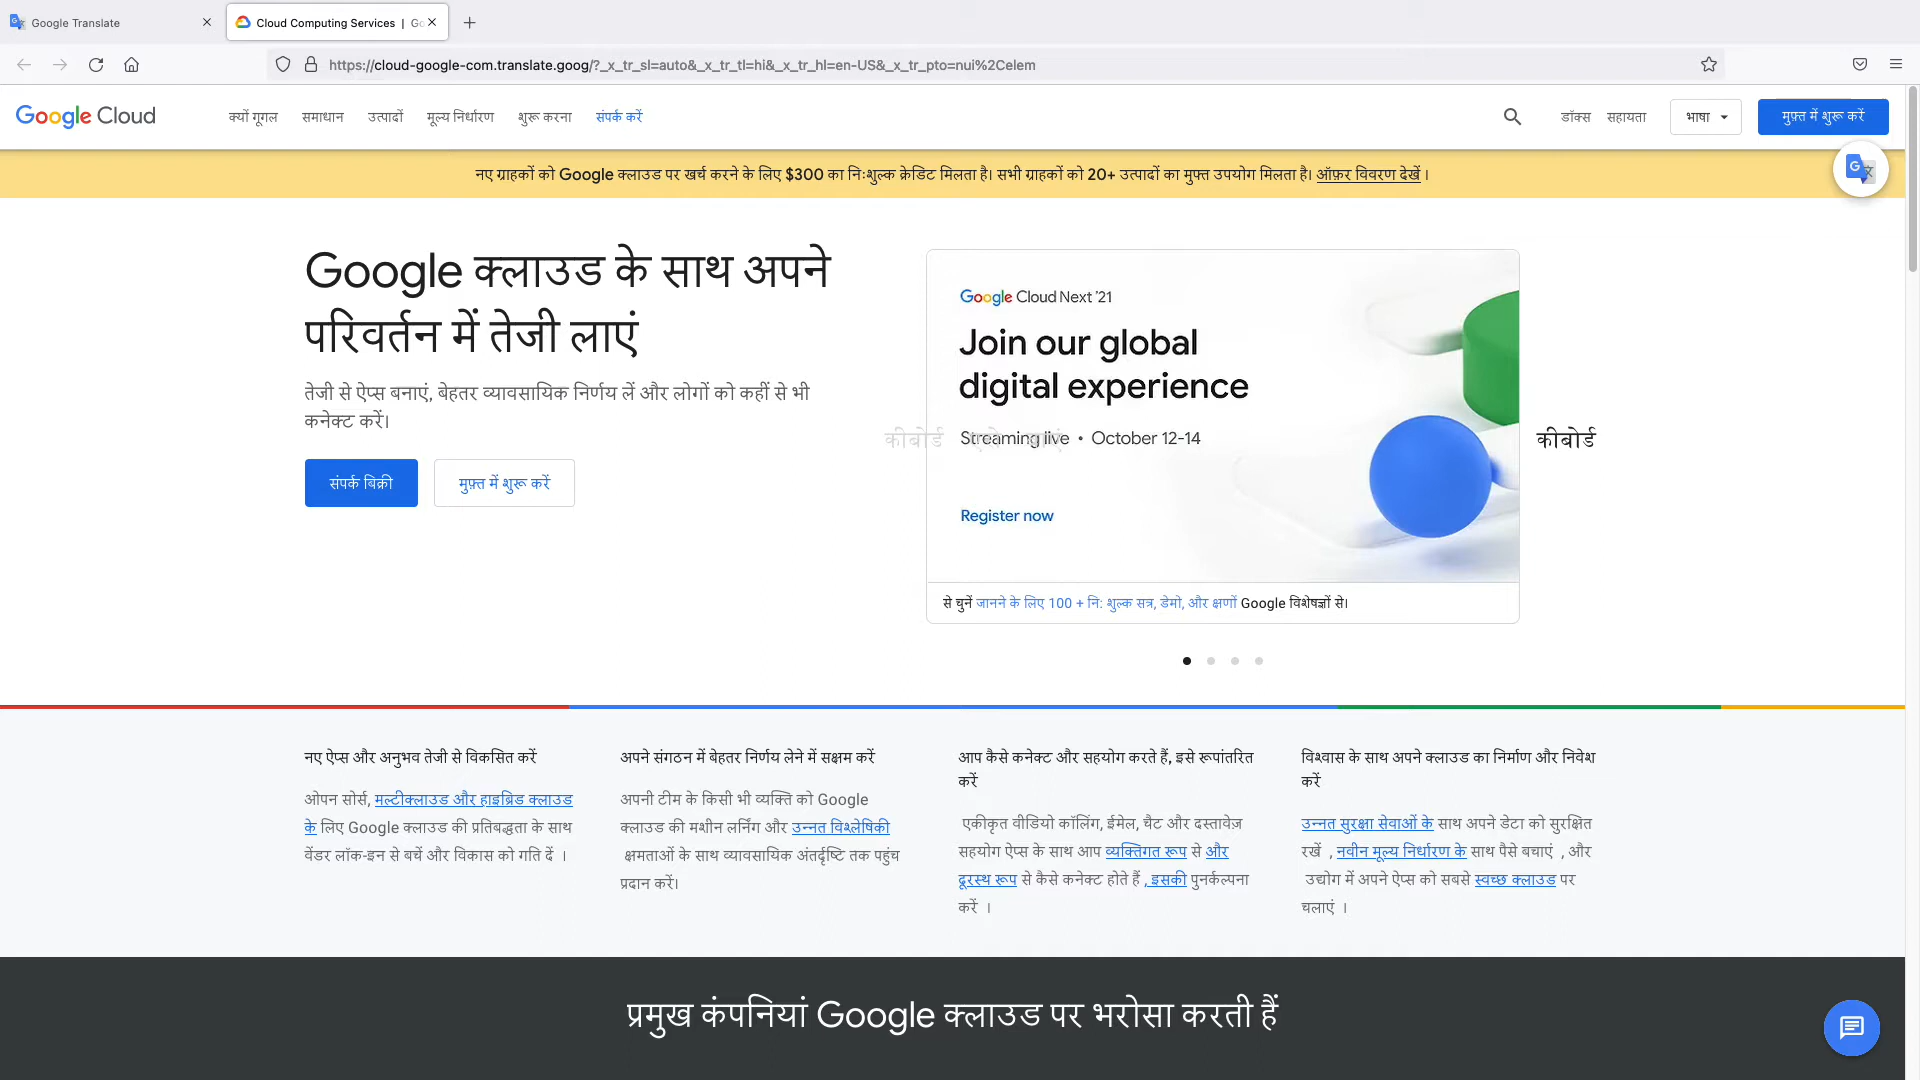 Google Translate
Cloud Computing Services | Go
https://cloud-google-com.translate.goog/?_x_tr_sl=auto&_x_tr_tl=hi&_x_tr_hl=en-US&_x_tr_pto=nui%2Celem
Google Cloud
क्यों गूगल
समाधान
उत्पादों
मूल्य निर्धारण
शुरू करना
संपर्क करें
डॉक्स
सहायता
भाषा
मुफ़्त में शुरू करें
नए ग्राहकों को Google क्लाउड पर खर्च करने के लिए $300 का निःशुल्क क्रेडिट मिलता है। सभी ग्राहकों को 20+ उत्पादों का मुफ्त उपयोग मिलता है। ऑफ़र विवरण देखें ।
Google क्लाउड के साथ अपने
परिवर्तन में तेजी लाएं
तेजी से ऐप्स बनाएं, बेहतर व्यावसायिक निर्णय लें और लोगों को कहीं से भी
कनेक्ट करें।
संपर्क बिक्री
मुफ़्त में शुरू करें
Google Cloud Next '21
Join our global
digital experience
कीबोर्ड
Streaming live • October 12-14
कीबोर्ड
Register now
से चुनें जानने के लिए 100 + नि: शुल्क सत्र, डेमो, और क्षणों Google विशेषज्ञों से।
नए ऐप्स और अनुभव तेजी से विकसित करें
ओपन सोर्स, मल्टीक्लाउड और हाइब्रिड क्लाउड
के लिए Google क्लाउड की प्रतिबद्धता के साथ
वेंडर लॉक-इन से बचें और विकास को गति दें ।
अपने संगठन में बेहतर निर्णय लेने में सक्षम करें
अपनी टीम के किसी भी व्यक्ति को Google
क्लाउड की मशीन लर्निंग और उन्नत विश्लेषिकी
क्षमताओं के साथ व्यावसायिक अंतर्दृष्टि तक पहुंच
प्रदान करें।
आप कैसे कनेक्ट और सहयोग करते हैं, इसे रूपांतरित
करें
एकीकृत वीडियो कॉलिंग, ईमेल, चैट और दस्तावेज़
सहयोग ऐप्स के साथ आप व्यक्तिगत रूप से और
दूरस्थ रूप से कैसे कनेक्ट होते हैं , इसकी पुनर्कल्पना
करें ।
विश्वास के साथ अपने क्लाउड का निर्माण और निवेश
करें
उन्नत सुरक्षा सेवाओं के साथ अपने डेटा को सुरक्षित
रखें , नवीन मूल्य निर्धारण के साथ पैसे बचाएं , और
उद्योग में अपने ऐप्स को सबसे स्वच्छ क्लाउड पर
चलाएं ।
प्रमुख कंपनियां Google क्लाउड पर भरोसा करती हैं